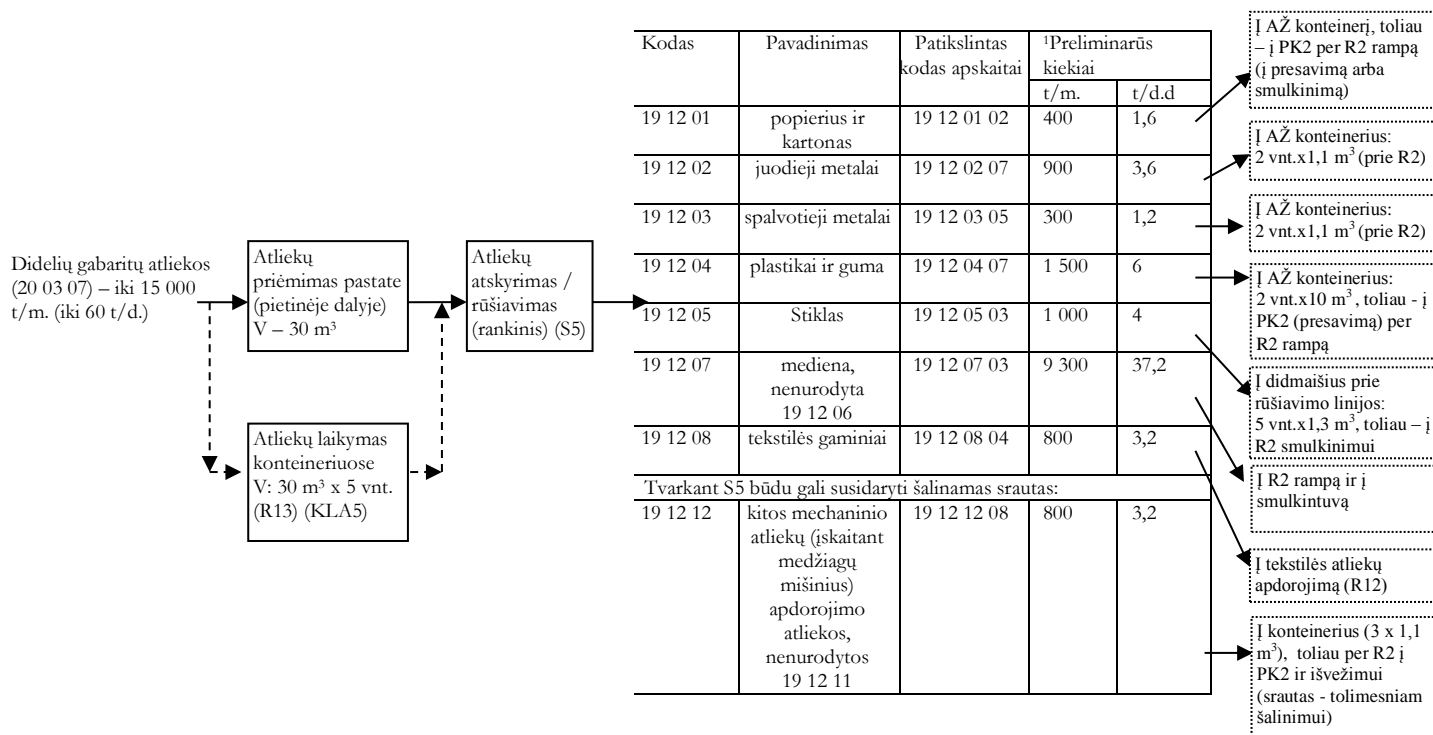 Didelių gabaritų atliekos
(20 03 07) – iki 15 000
t/m. (iki 60 t/d.)
Atliekų
priėmimas pastate
(pietinėje dalyje)
V – 30 m³
Atliekų laikymas
konteineriuose
V: 30 m³ x 5 vnt.
(R13) (KLA5)
Atliekų
atskyrimas /
rūšiavimas
(rankinis) (S5)
Kodas Pavadinimas Patikslintas ¹Preliminarūs
kodas apskaitai kiekiai
t/m. t/d.d
19 12 01 popierius ir 19 12 01 02 400 1,6
kartonas
19 12 02 juodieji metalai 19 12 02 07 900 3,6
19 12 03 spalvotieji metalai 19 12 03 05 300 1,2
19 12 04 plastikai ir guma 19 12 04 07 1 500 6
19 12 05 Stiklas 19 12 05 03 1 000 4
19 12 07 mediena, 19 12 07 03 9 300 37,2
nenurodyta
19 12 06
19 12 08 tekstilės gaminiai 19 12 08 04 800 3,2
Tvarkant S5 būdu gali susidaryti šalinamas srautas:
19 12 12 kitos mechaninio 19 12 12 08 800 3,2
atliekų (įskaitant
medžiagų
mišinius)
apdorojimo
atliekos,
nenurodytos
19 12 11
Į AŽ konteinerį, toliau
– į PK2 per R2 rampą
(į presavimą arba
smulkinimą)
Į AŽ konteinerius:
2 vnt.x1,1 m³ (prie R2)
Į AŽ konteinerius:
2 vnt.x1,1 m³ (prie R2)
Į AŽ konteinerius:
2 vnt.x10 m³, toliau - į
PK2 (presavimą) per
R2 rampą
Į didmaišius prie
rūšiavimo linijos:
5 vnt.x1,3 m³, toliau – į
R2 smulkinimui
Į R2 rampą ir į
smulkintuvą
Į tekstilės atliekų
apdorojimą (R12)
Į konteinerius (3 x 1,1
m³), toliau per R2 į
PK2 ir išvežimui
(srautas - tolimesniam
šalinimui)